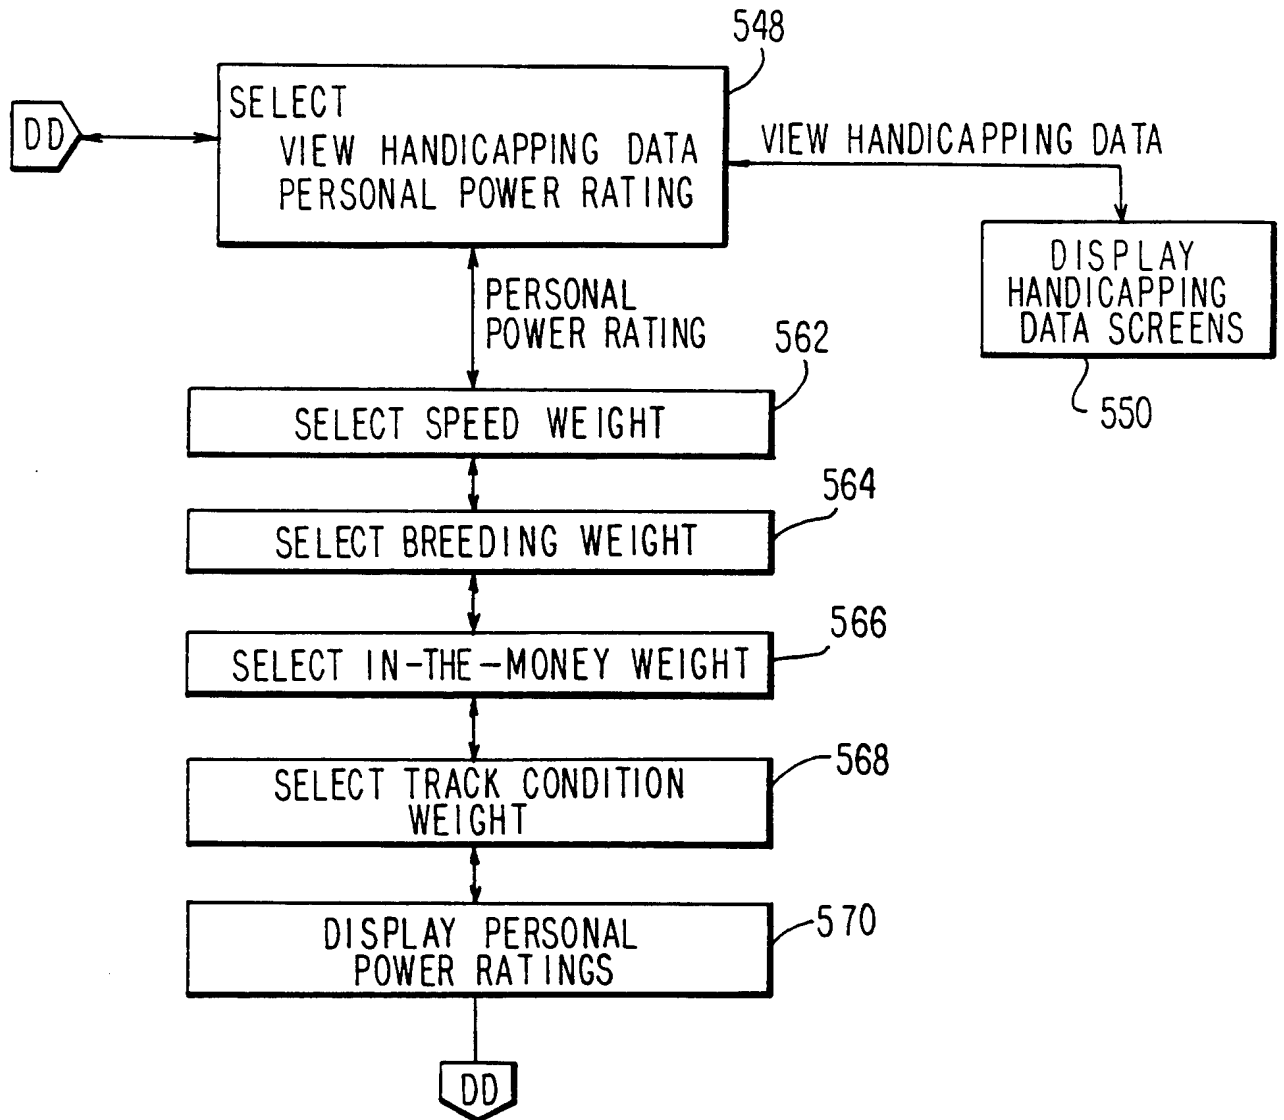 548
DD
SELECT
VIEW HANDICAPPING DATA
PERSONAL POWER RATING
VIEW HANDICAPPING DATA
DISPLAY
HANDICAPPING
DATA SCREENS
550
PERSONAL
POWER RATING
562
SELECT SPEED WEIGHT
564
SELECT BREEDING WEIGHT
566
SELECT IN-THE-MONEY WEIGHT
568
SELECT TRACK CONDITION
WEIGHT
570
DISPLAY PERSONAL
POWER RATINGS
DD